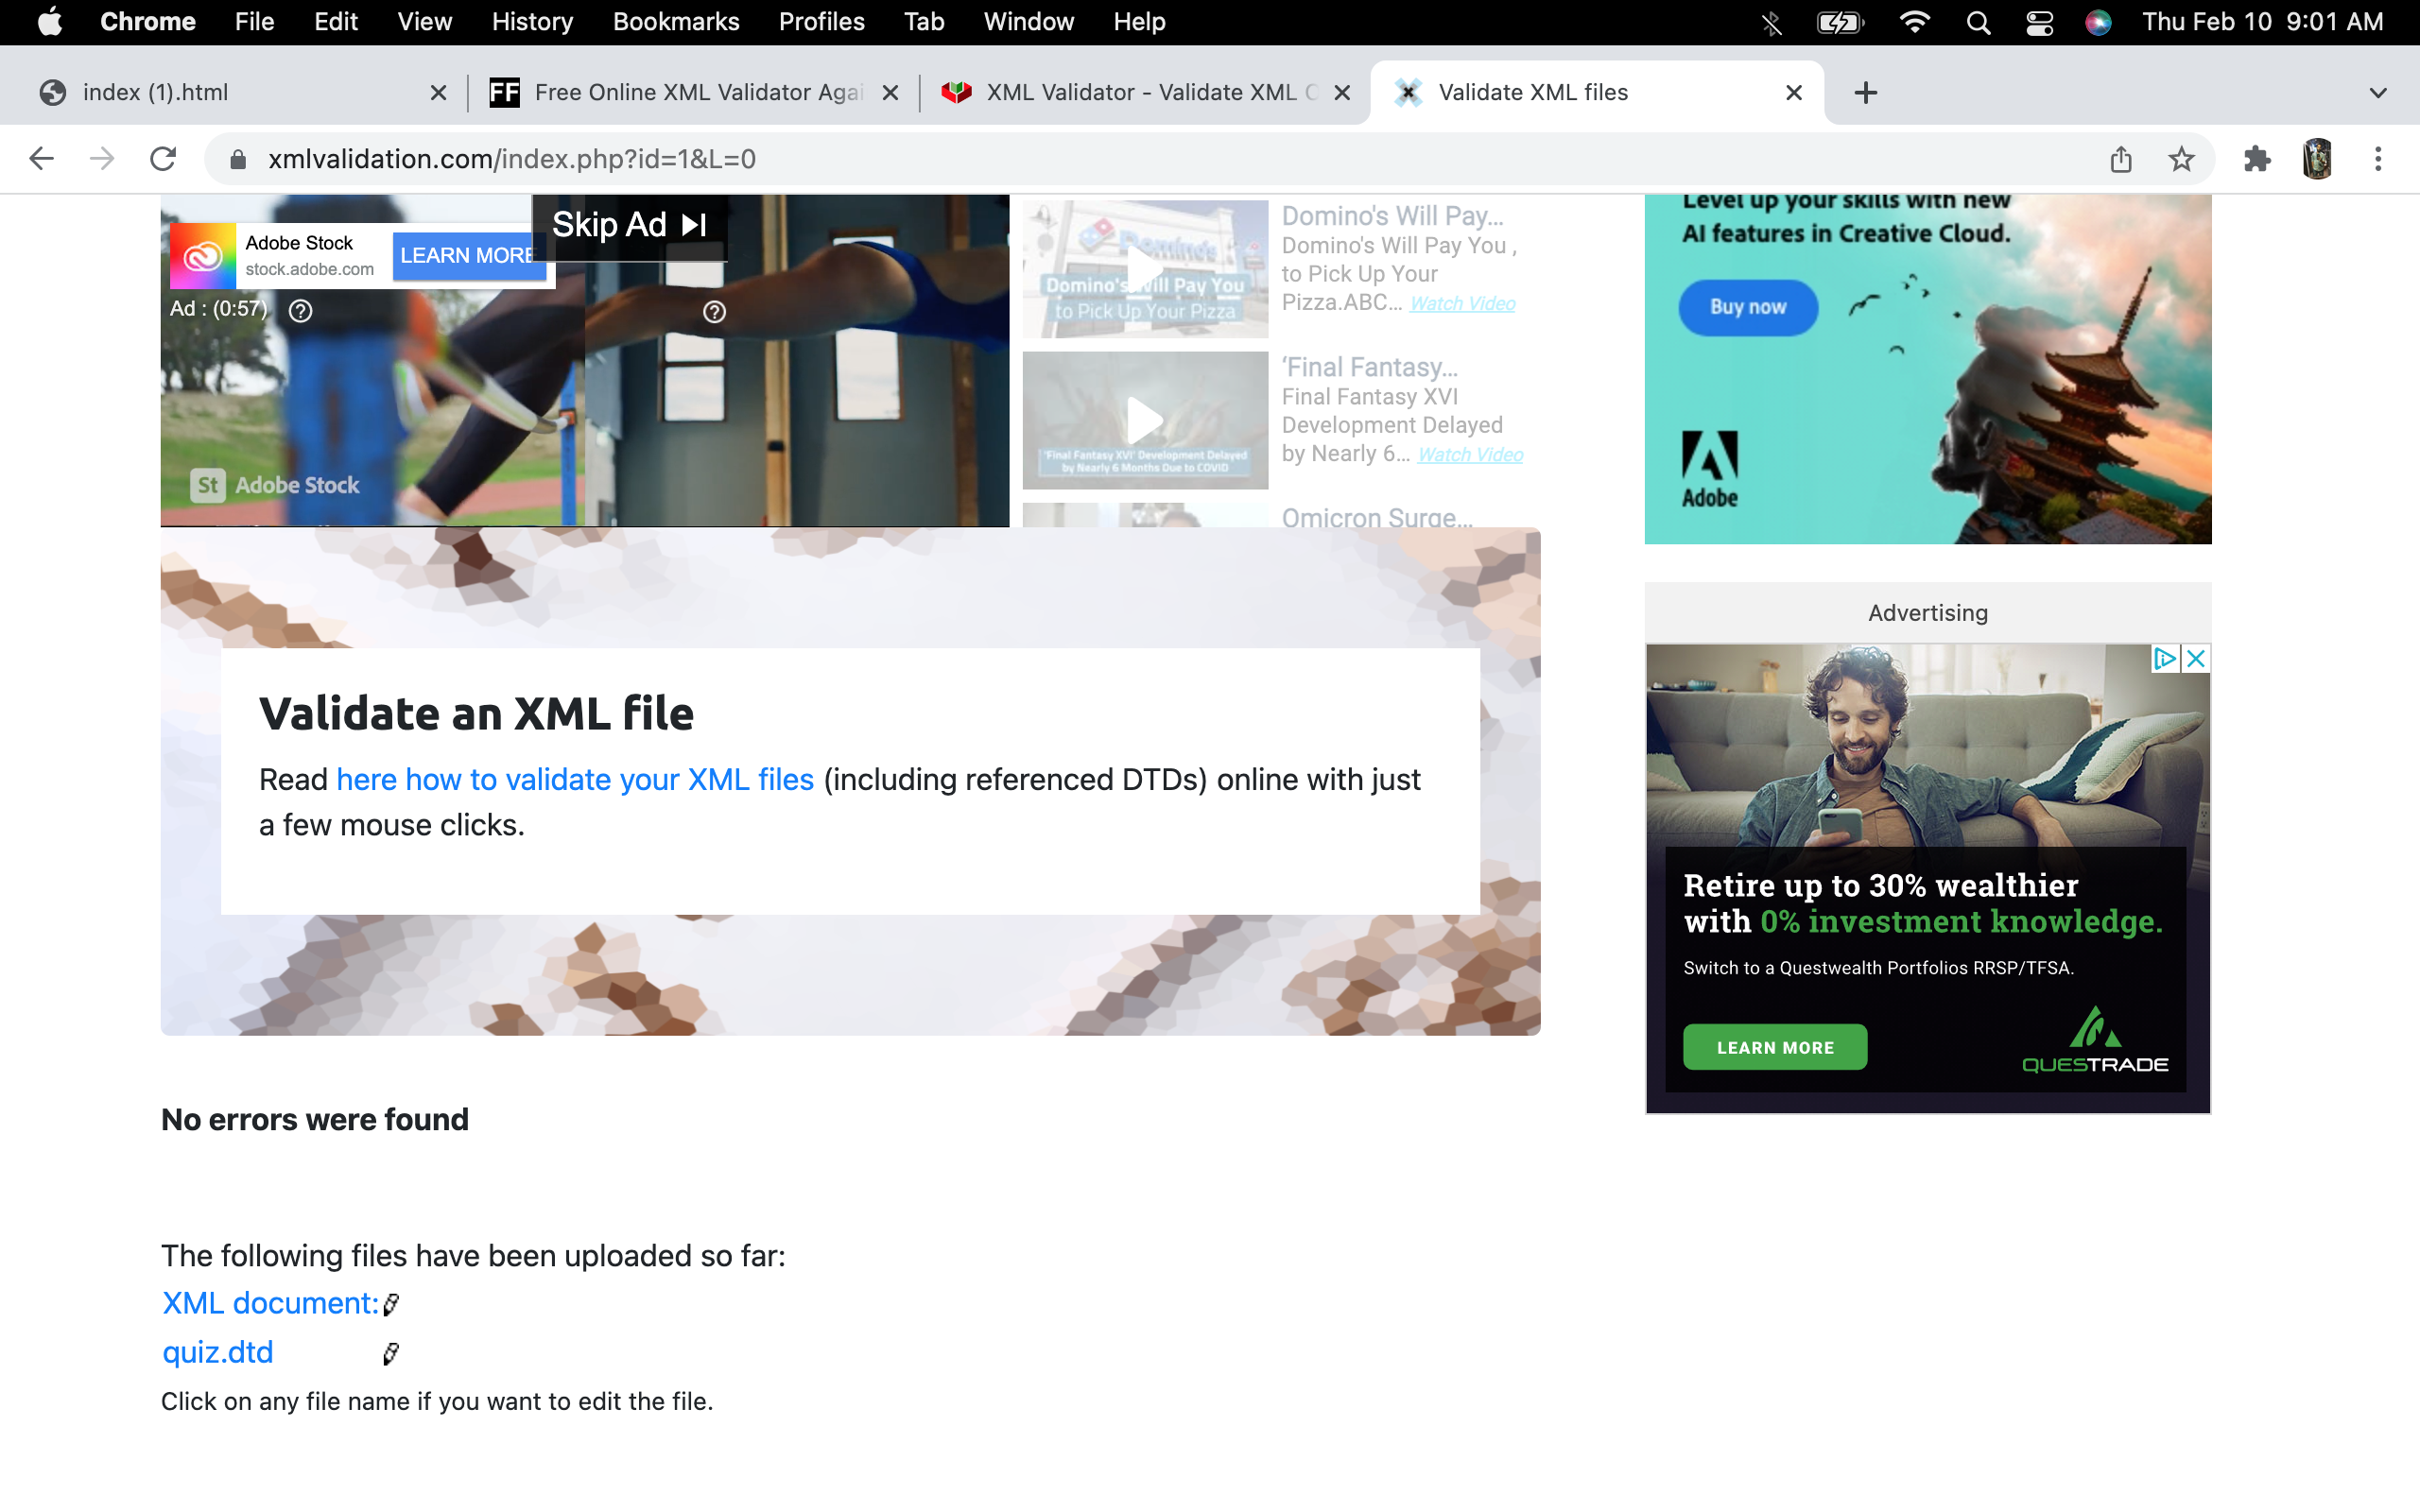 Chrome File Edit View History Bookmarks Profiles Tab Window Help Thu Feb 10 9:01 AM
index (1).html FF Free Online XML Validator Agai XML Validator - Validate XML C Validate XML files
xmlvalidation.com/index.php?id=1&L=0
Adobe Stock
stock.adobe.com
LEARN MORE
Skip Ad
Ad : (0:57)
St Adobe Stock
Domino's
Domino's Will Pay You
to Pick Up Your Pizza
Domino's Will Pay...
Domino's Will Pay You ,
to Pick Up Your
Pizza.ABC... Watch Video
'Final Fantasy XVI' Development Delayed
by Nearly 6 Months Due to COVID
‘Final Fantasy...
Final Fantasy XVI
Development Delayed
by Nearly 6... Watch Video
Omicron Surge...
Level up your skills with new
AI features in Creative Cloud.
Buy now
Adobe
Validate an XML file
Read here how to validate your XML files (including referenced DTDs) online with just
a few mouse clicks.
Advertising
Retire up to 30% wealthier
with 0% investment knowledge.
Switch to a Questwealth Portfolios RRSP/TFSA.
LEARN MORE
QUESTRADE
No errors were found
The following files have been uploaded so far:
XML document:
quiz.dtd
Click on any file name if you want to edit the file.